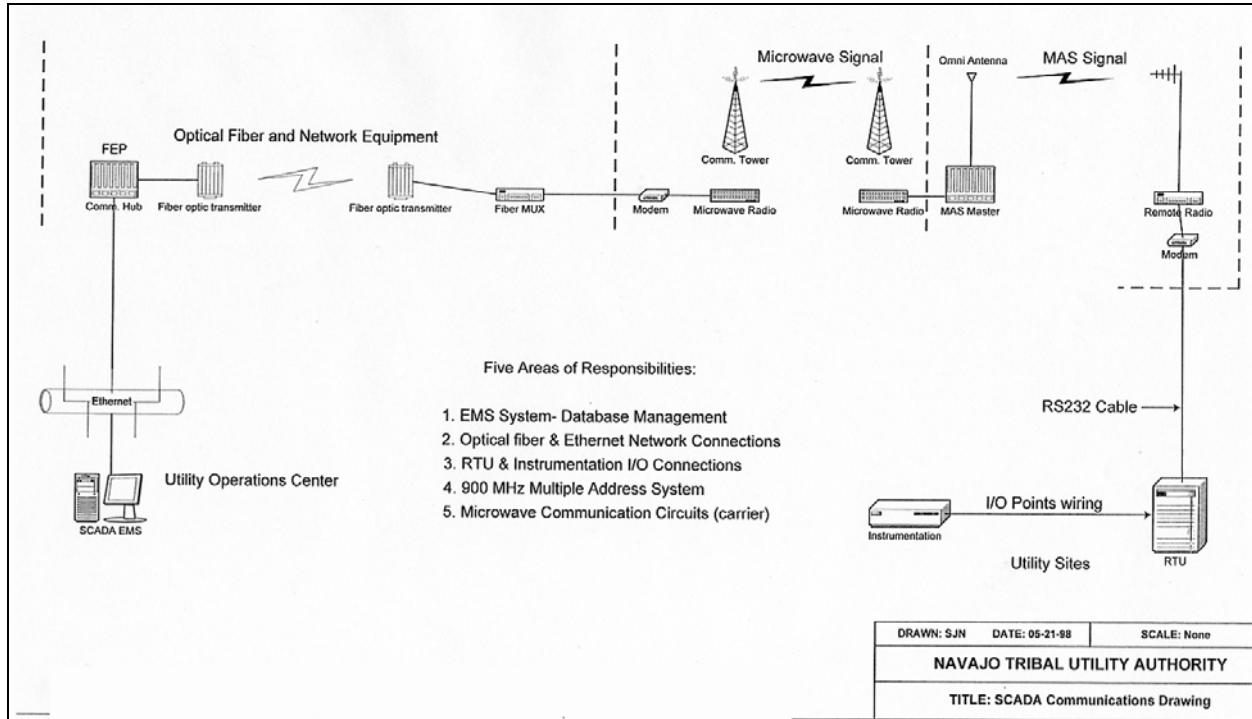 Microwave Signal
Omni Antenna
MAS Signal
Optical Fiber and Network Equipment
FEP
Comm. Tower
Comm. Tower
Comm. Hub
Fiber optic transmitter
Fiber optic transmitter
Fiber MUX
Modem
Microwave Radio
Microwave Radio
MAS Master
Remote Radio
Modem
Five Areas of Responsibilities:
1. EMS System- Database Management
2. Optical fiber & Ethernet Network Connections
3. RTU & Instrumentation I/O Connections
4. 900 MHz Multiple Address System
5. Microwave Communication Circuits (carrier)
Ethernet
RS232 Cable
Utility Operations Center
SCADA EMS
I/O Points wiring
Instrumentation
Utility Sites
RTU
DRAWN: SJN DATE: 05-21-98 SCALE: None
NAVAJO TRIBAL UTILITY AUTHORITY
TITLE: SCADA Communications Drawing